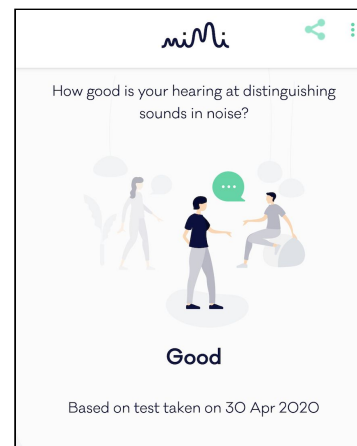 mimi
How good is your hearing at distinguishing
sounds in noise?
Good
Based on test taken on 30 Apr 2020